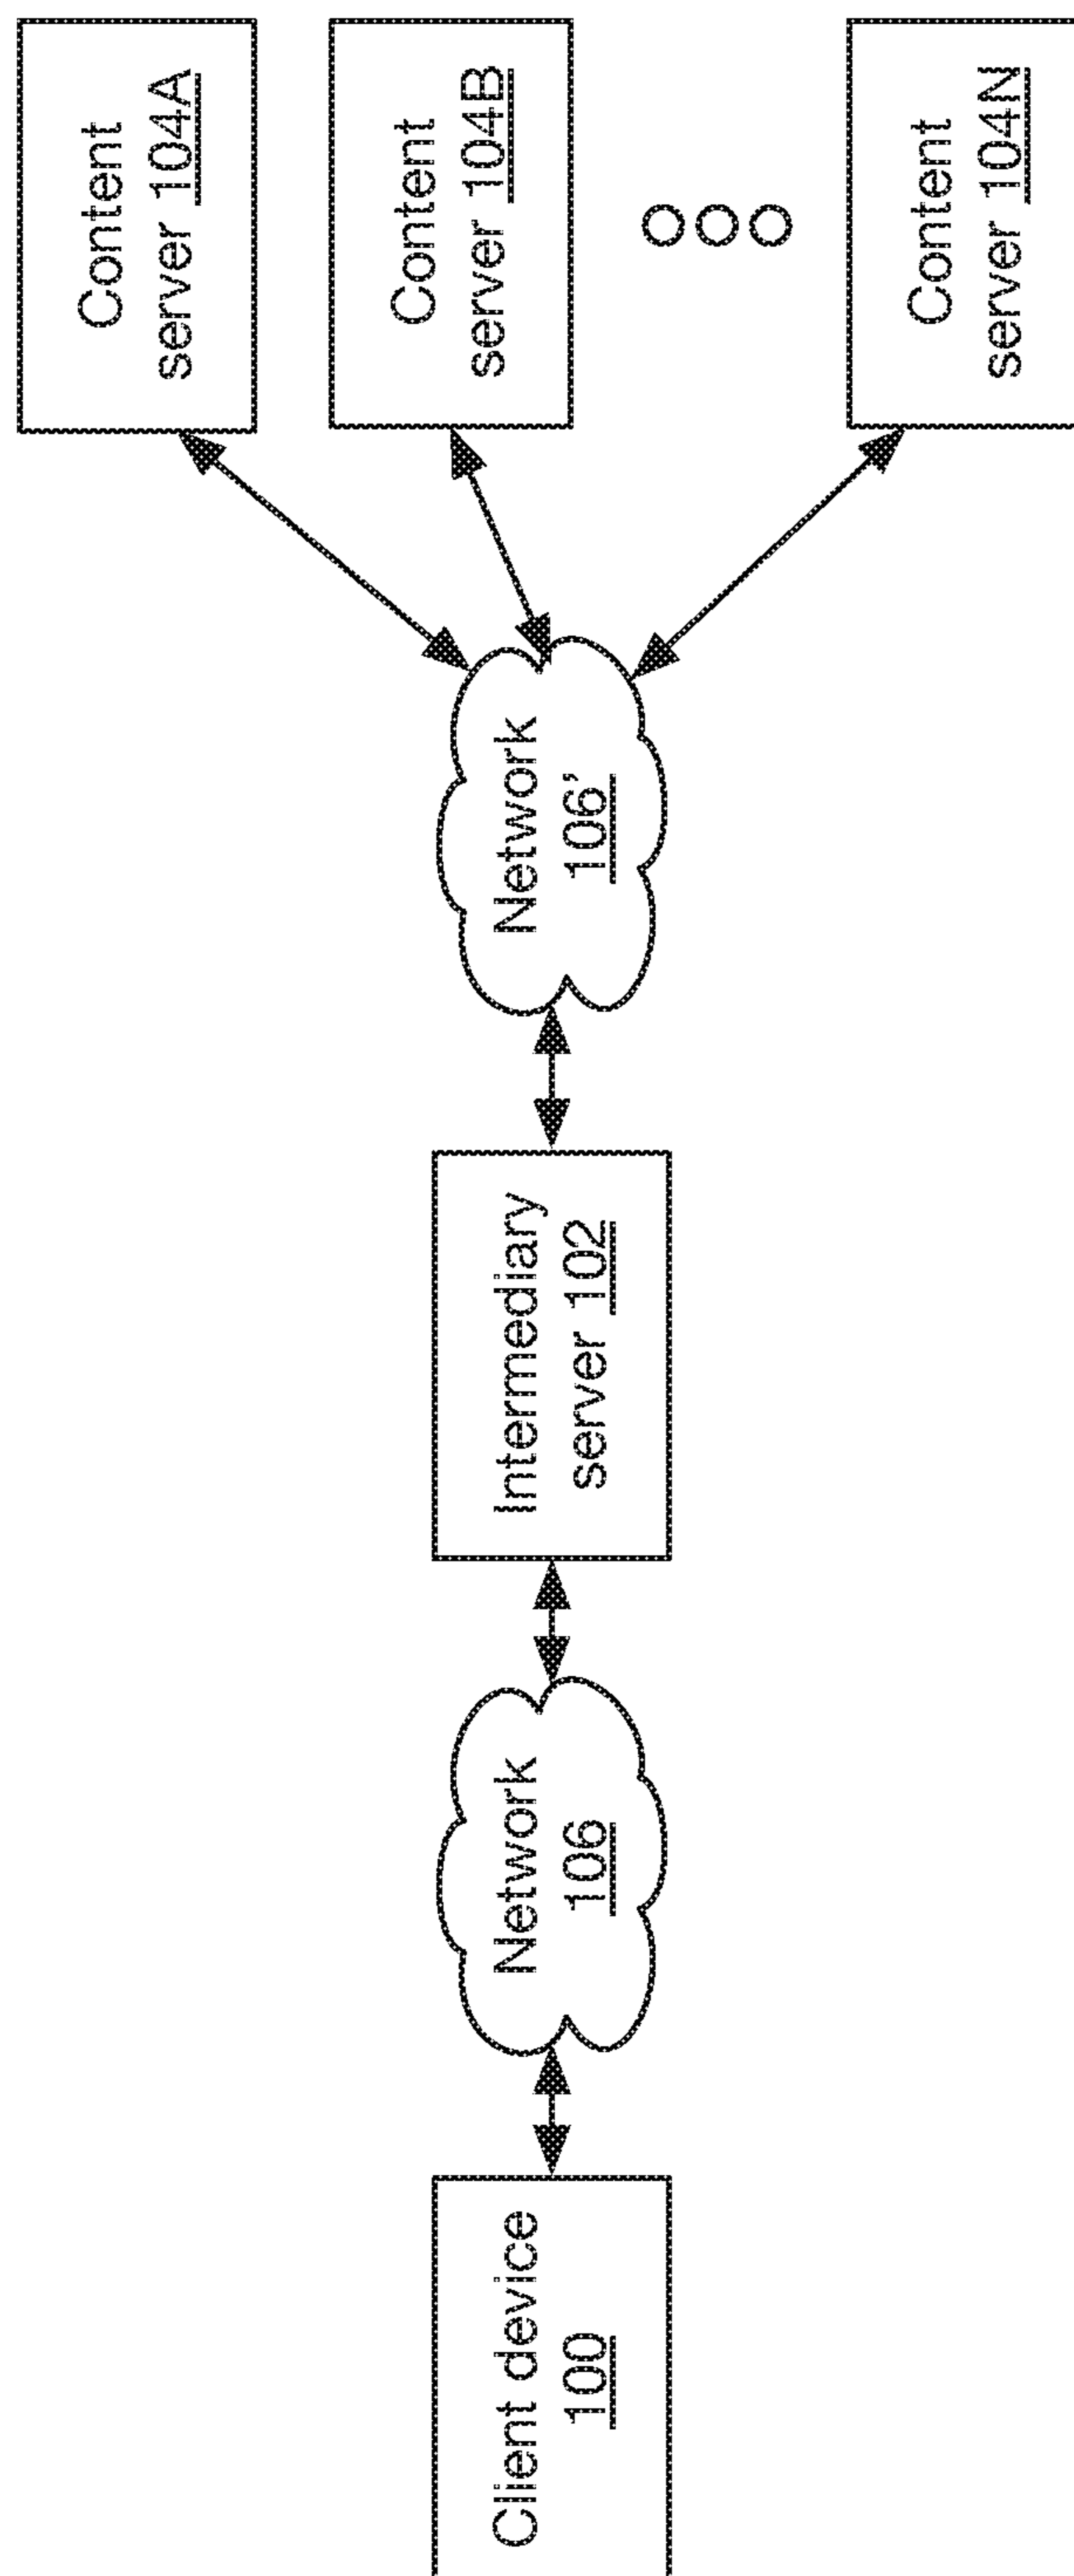 Client device
100
Network
106
Intermediary
server 102
Network
106’
Content
server 104A
Content
server 104B
Content
server 104N